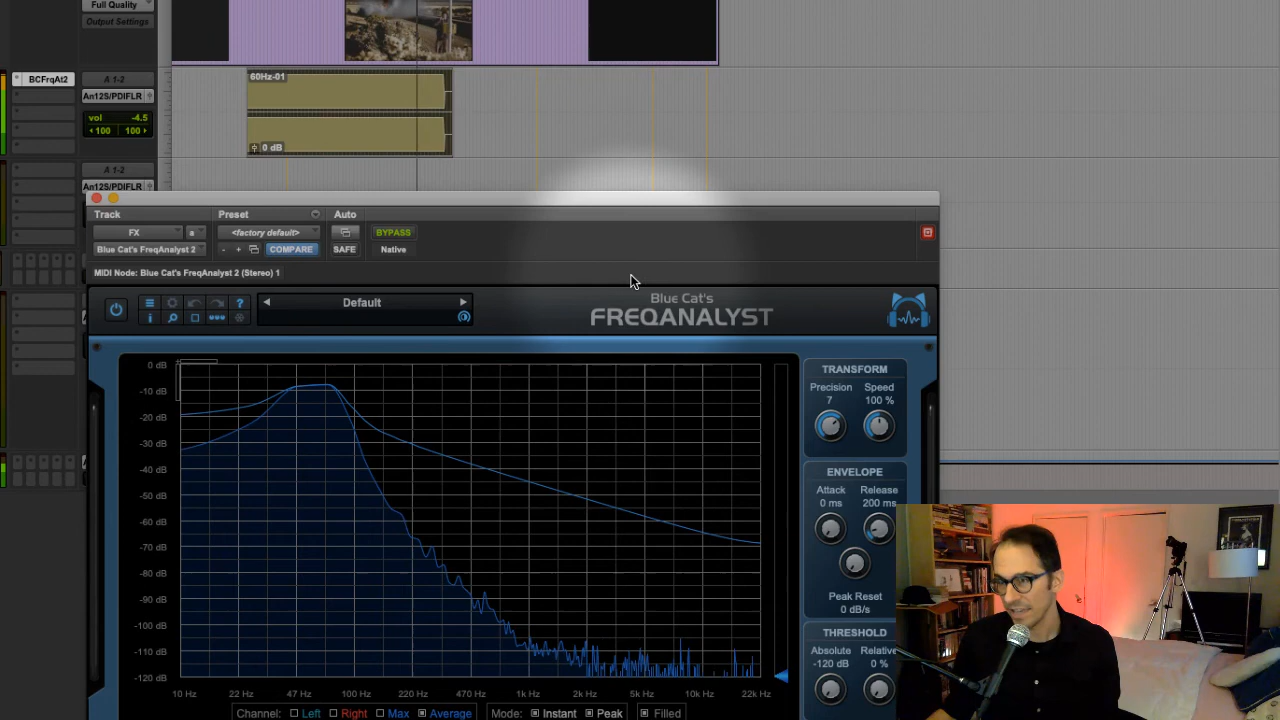 Full Quality
Output Settings
BCFrqAt2
A 1-2
An12S/PDIFLR
vol -4.5
100 100
60Hz-01
0 dB
A 1-2
An12S/PDIFLR
Track Preset Auto
FX a <factory default> BYPASS
Blue Cat's FreqAnalyst 2 - + COMPARE SAFE Native
MIDI Node: Blue Cat's FreqAnalyst 2 (Stereo) 1
Default
Blue Cat's
FREQANALYST
0 dB
-10 dB
-20 dB
-30 dB
-40 dB
-50 dB
-60 dB
-70 dB
-80 dB
-90 dB
-100 dB
-110 dB
-120 dB
10 Hz 22 Hz 47 Hz 100 Hz 220 Hz 470 Hz 1k Hz 2k Hz 5k Hz 10k Hz 22k Hz
Channel: Left Right Max Average Mode: Instant Peak Filled
TRANSFORM
Precision Speed
7 100 %
ENVELOPE
Attack Release
0 ms 200 ms
Peak Reset
0 dB/s
THRESHOLD
Absolute Relative
-120 dB 0 %